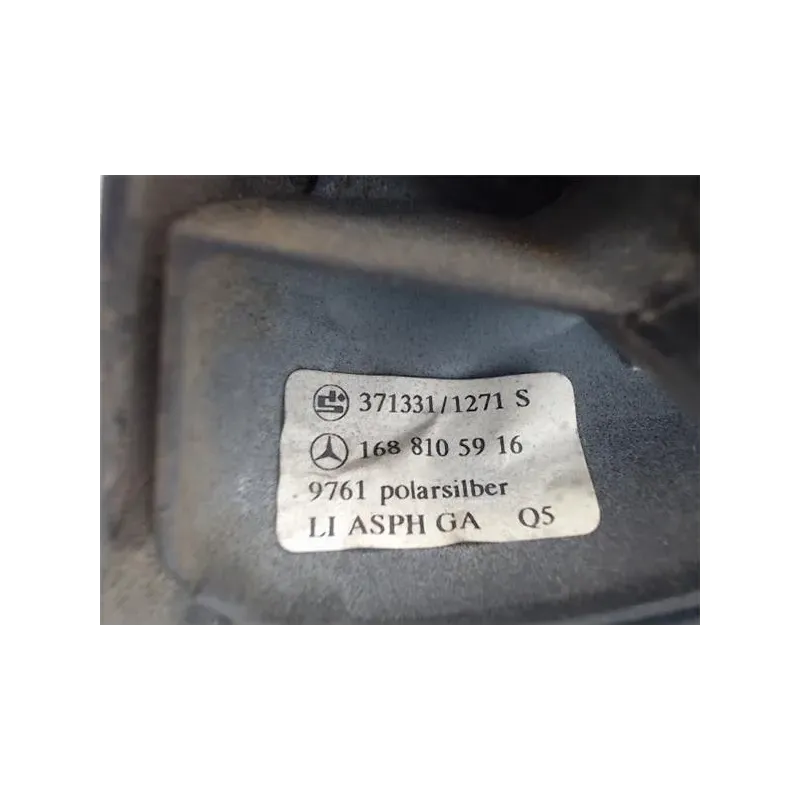 371331/1271 S
168 810 59 16
9761 polarsilber
LI ASPH GA Q5